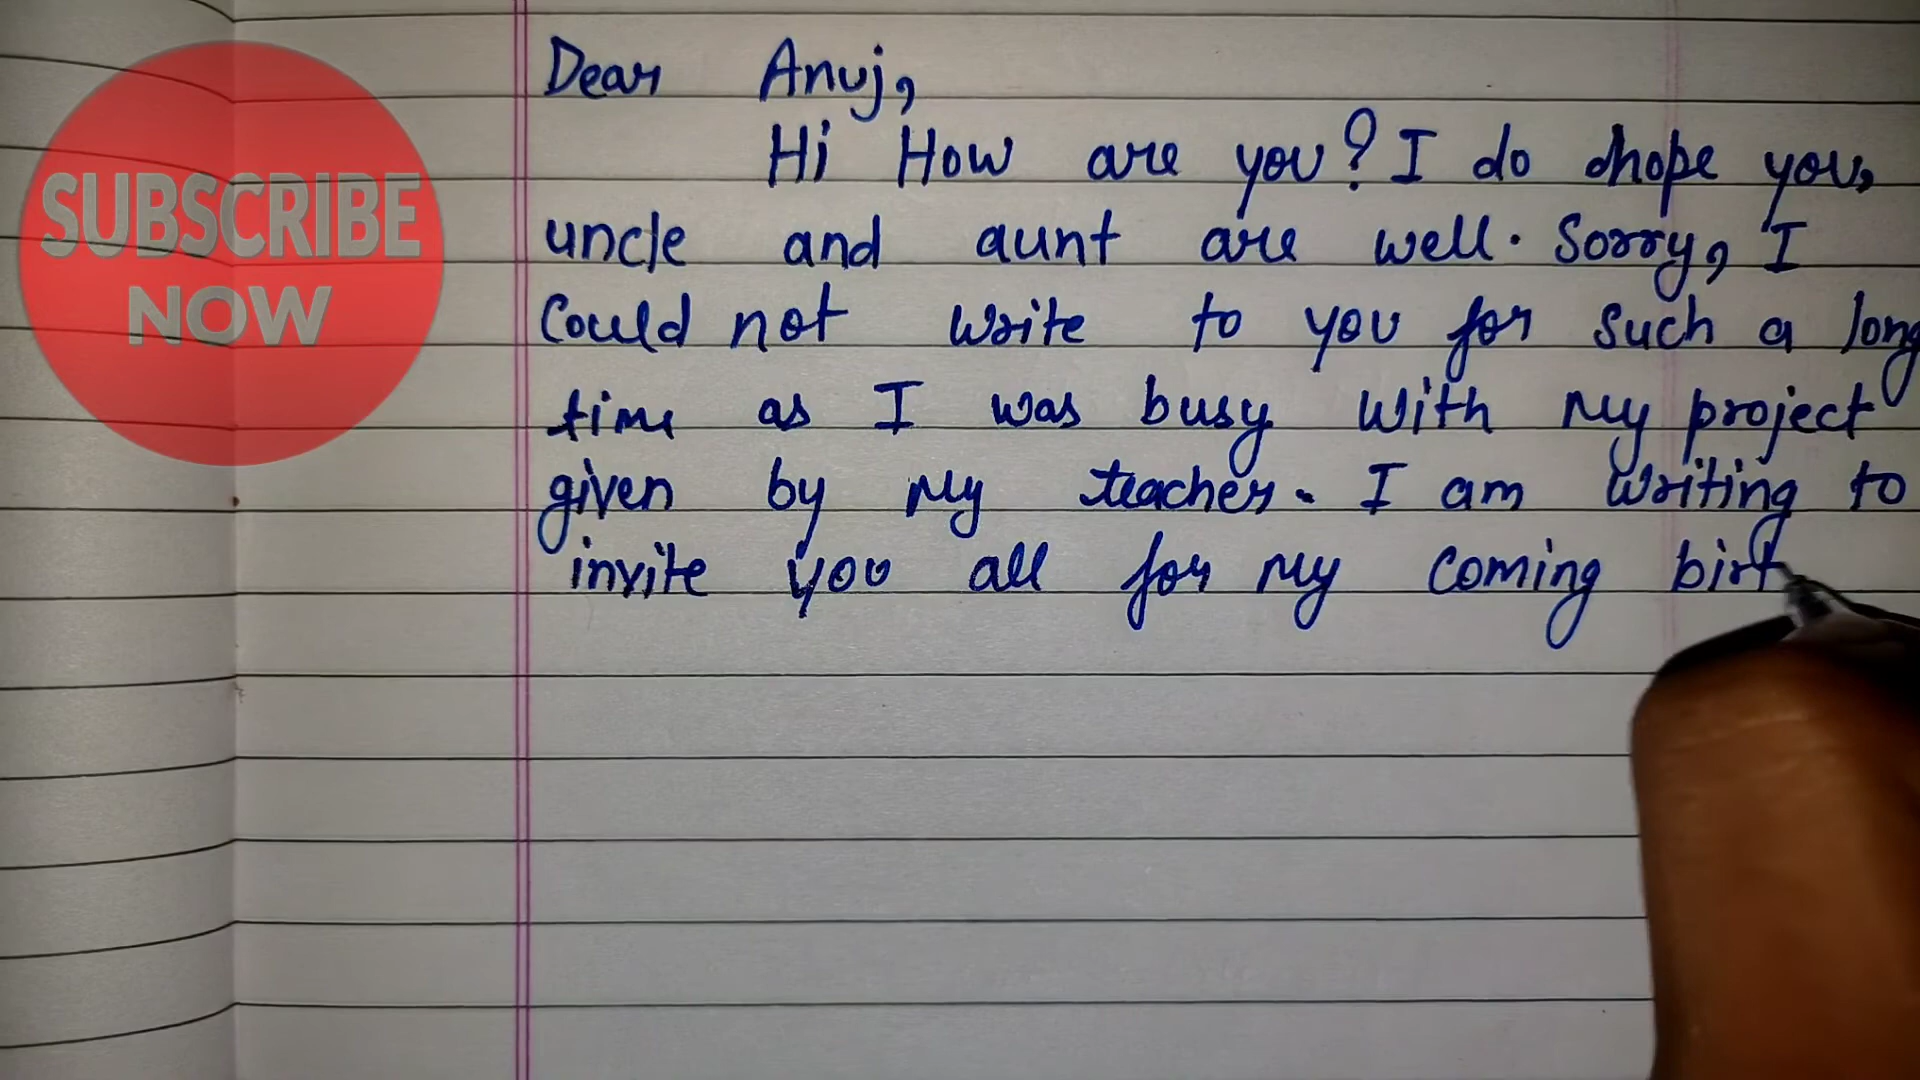 SUBSCRIBE
NOW
Dear Anuj,
Hi How are you? I do hope you,
uncle and aunt are well. Sorry, I
Could not write to you for such a long
time as I was busy with my project
given by my teacher. I am writing to
invite you all for my coming birt